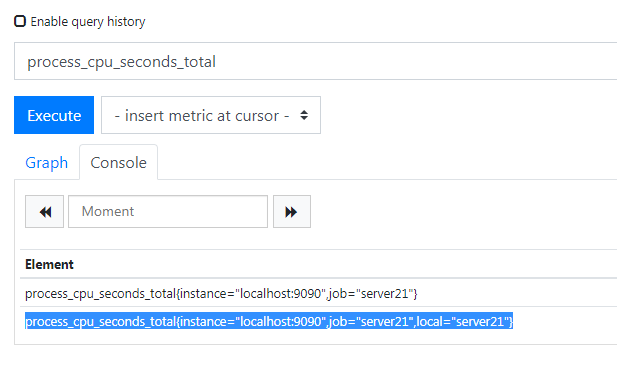 Enable query history
process_cpu_seconds_total
Execute
- insert metric at cursor -
Graph
Console
Moment
Element
process_cpu_seconds_total{instance="localhost:9090",job="server21"}
process_cpu_seconds_total{instance="localhost:9090",job="server21",local="server21"}